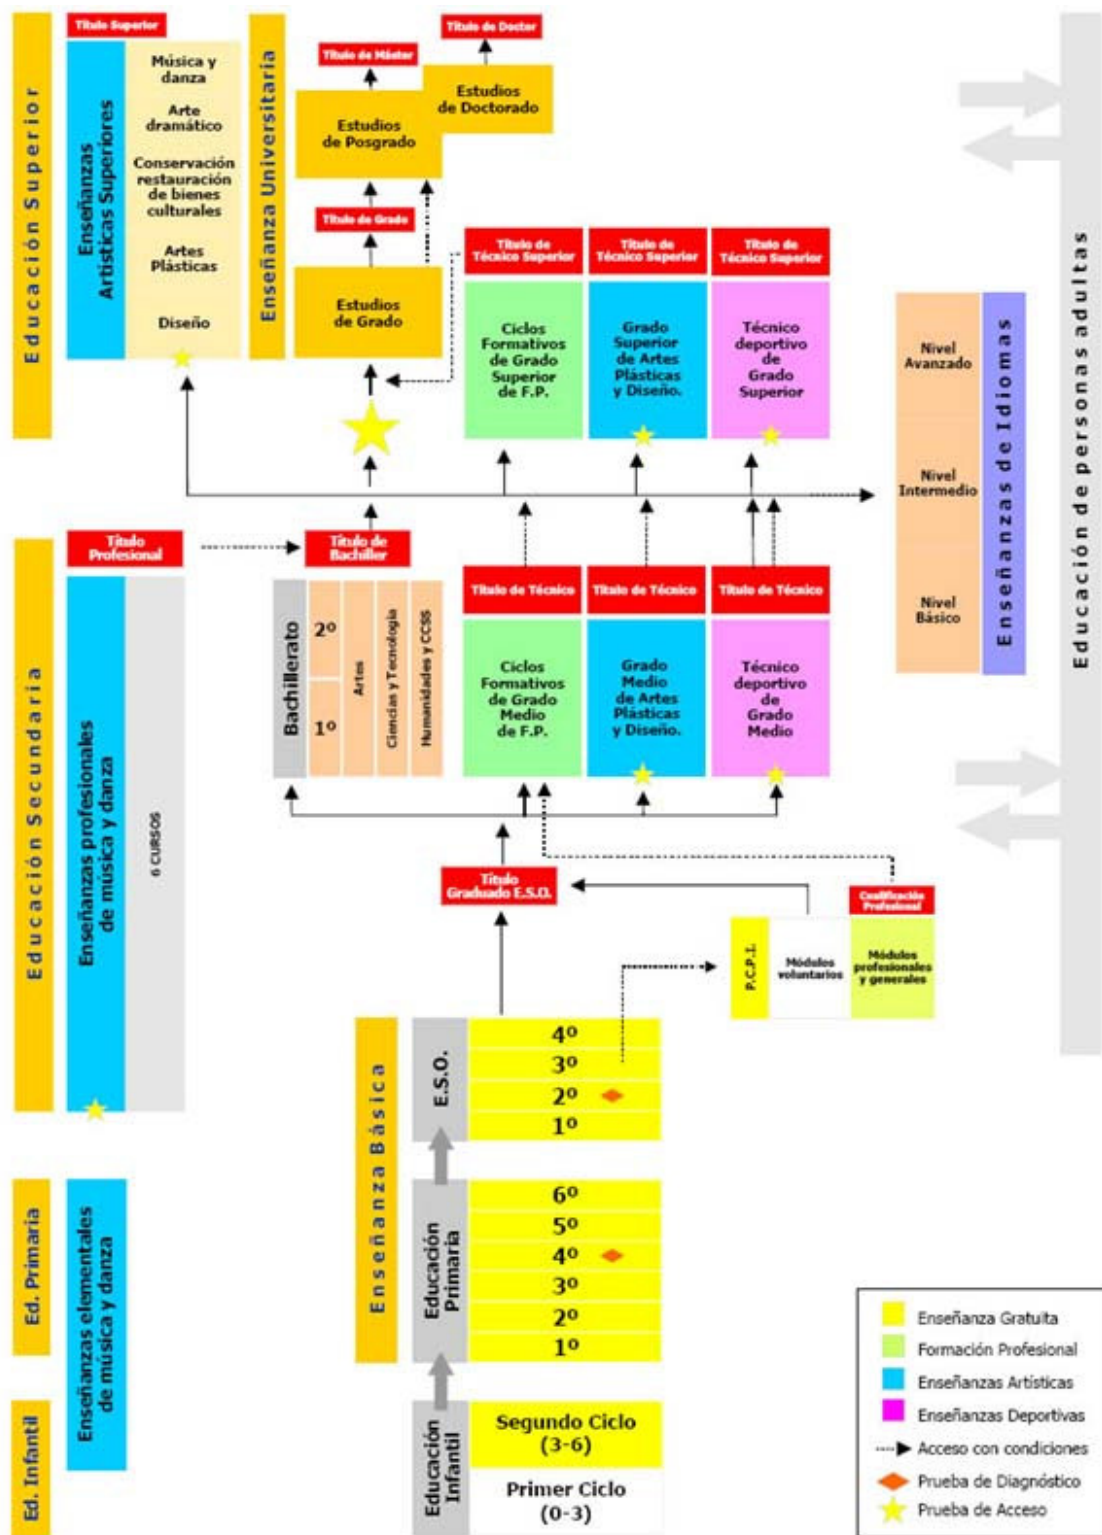 Educación Superior
Título Superior
Enseñanzas
Artísticas Superiores
Música y
danza
Arte
dramático
Conservación
restauración
de bienes
culturales
Artes
Plásticas
Diseño
Enseñanza Universitaria
Título de Doctor
Título de Máster
Estudios
de Doctorado
Estudios
de Posgrado
Título de Grado
Estudios
de Grado
Título de
Técnico Superior
Título de
Técnico Superior
Título de
Técnico Superior
Ciclos
Formativos
de Grado
Superior
de F.P.
Grado
Superior
de Artes
Plásticas
y Diseño.
Técnico
deportivo
de
Grado
Superior
Nivel
Avanzado
Nivel
Intermedio
Nivel
Básico
Enseñanzas de Idiomas
Educación de personas adultas
Educación Secundaria
Título
Profesional
Enseñanzas profesionales
de música y danza
6 CURSOS
Título de
Bachiller
Bachillerato
2º
1º
Artes
Ciencias y Tecnología
Humanidades y CCSS
Título de Técnico
Título de Técnico
Título de Técnico
Ciclos
Formativos
de Grado
Medio
de F.P.
Grado
Medio
de Artes
Plásticas
y Diseño.
Técnico
deportivo
de
Grado
Medio
Título
Graduado E.S.O.
Cualificación
Profesional
P.C.P.I.
Módulos
voluntarios
Módulos
profesionales
y generales
Enseñanza Básica
E.S.O.
4º
3º
2º
1º
Ed. Primaria
Enseñanzas elementales
de música y danza
Educación
Primaria
6º
5º
4º
3º
2º
1º
Ed. Infantil
Educación
Infantil
Segundo Ciclo
(3-6)
Primer Ciclo
(0-3)
Enseñanza Gratuita
Formación Profesional
Enseñanzas Artísticas
Enseñanzas Deportivas
Acceso con condiciones
Prueba de Diagnóstico
Prueba de Acceso